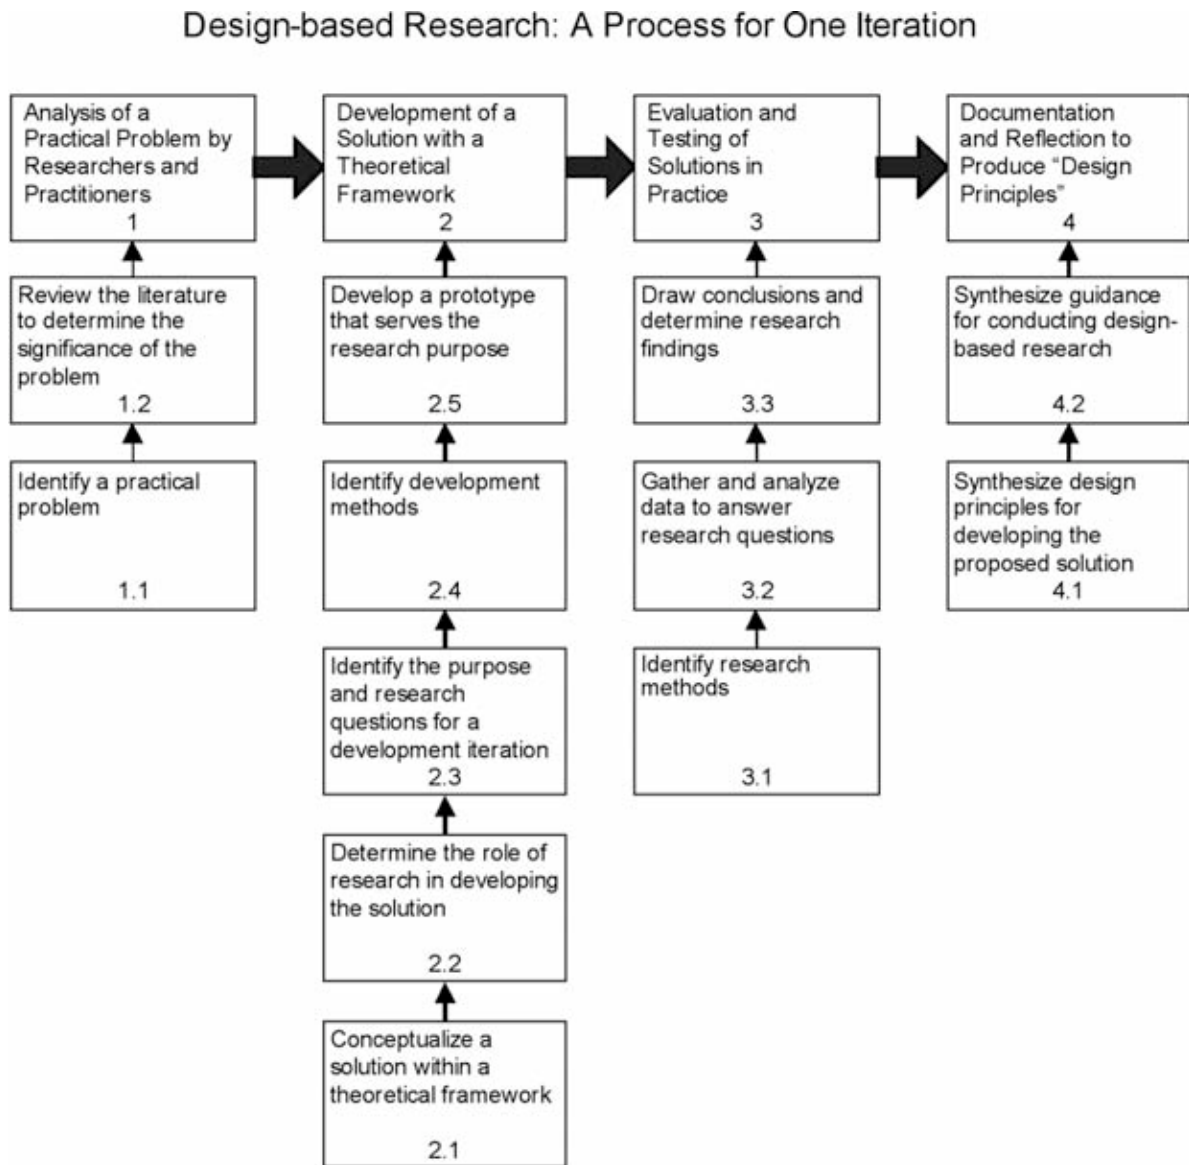 Design-based Research: A Process for One Iteration
Analysis of a
Practical Problem by
Researchers and
Practitioners
1
Development of a
Solution with a
Theoretical
Framework
2
Evaluation and
Testing of
Solutions in
Practice
3
Documentation
and Reflection to
Produce “Design
Principles”
4
Review the literature
to determine the
significance of the
problem
1.2
Develop a prototype
that serves the
research purpose
2.5
Draw conclusions and
determine research
findings
3.3
Synthesize guidance
for conducting design-
based research
4.2
Identify a practical
problem
1.1
Identify development
methods
2.4
Gather and analyze
data to answer
research questions
3.2
Synthesize design
principles for
developing the
proposed solution
4.1
Identify the purpose
and research
questions for a
development iteration
2.3
Identify research
methods
3.1
Determine the role of
research in developing
the solution
2.2
Conceptualize a
solution within a
theoretical framework
2.1